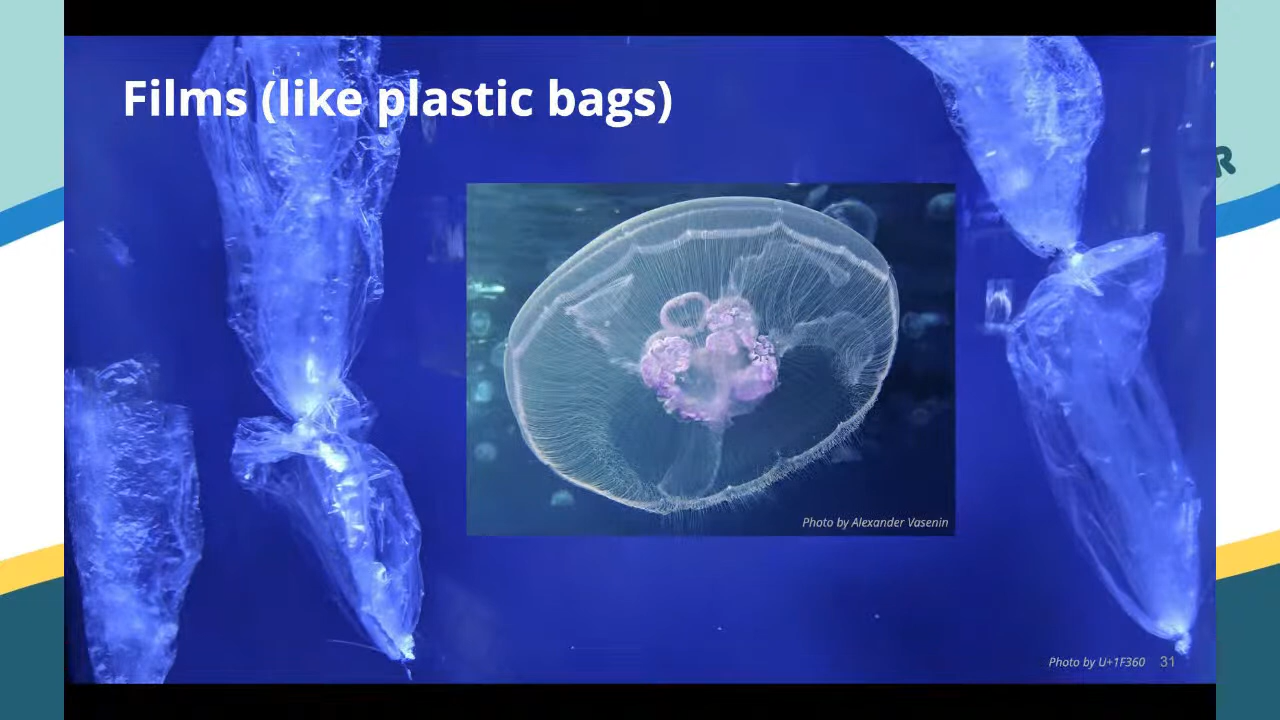 Films (like plastic bags)
R
Photo by Alexander Vasenin
Photo by U+1F360 31